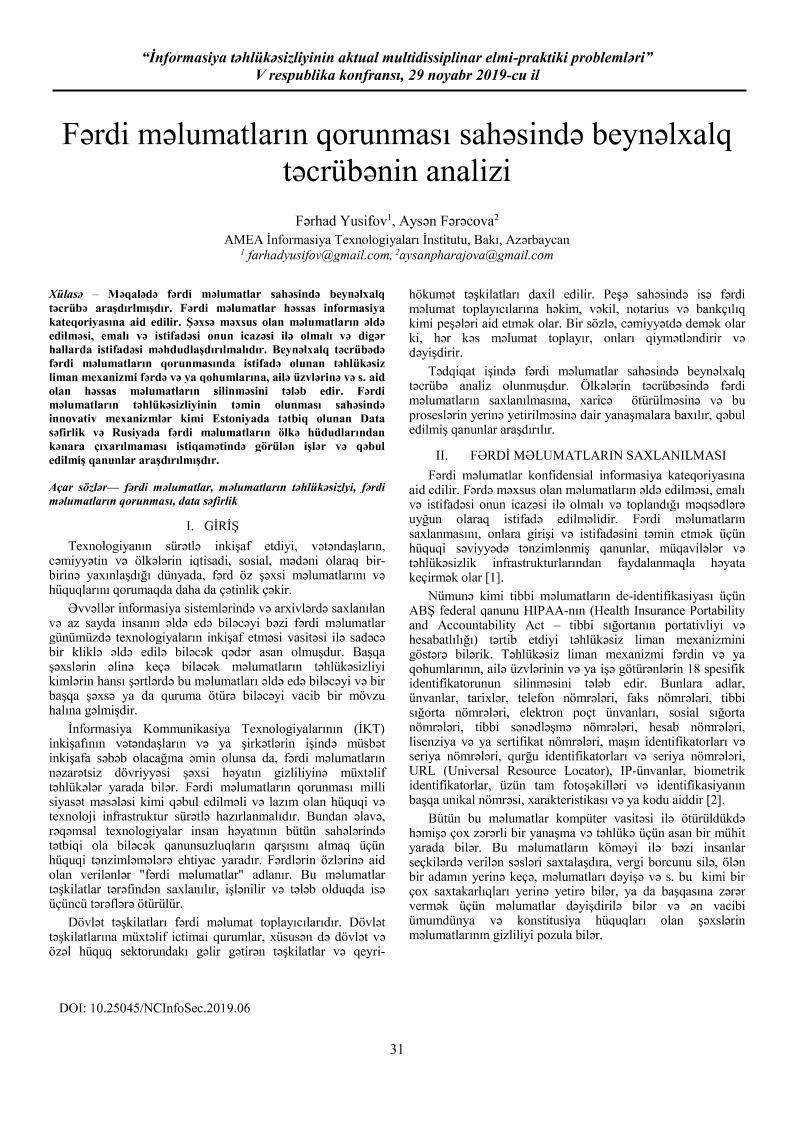 “İnformasiya təhlükəsizliyinin aktual multidissiplinar elmi-praktiki problemləri”
V respublika konfransı, 29 noyabr 2019-cu il
Fərdi məlumatların qorunması sahəsində beynəlxalq
təcrübənin analizi
Fərhad Yusifov1, Aysən Fərəcova2
AMEA İnformasiya Texnologiyaları İnstitutu, Bakı, Azərbaycan
1 farhadyusifov@gmail.com, 2aysanpharajova@gmail.com
Xülasə – Məqalədə fərdi məlumatlar sahəsində beynəlxalq
təcrübə araşdırlmışdır. Fərdi məlumatlar həssas informasiya
kateqoriyasına aid edilir. Şəxsə məxsus olan məlumatların əldə
edilməsi, emalı və istifadəsi onun icazəsi ilə olmalı və digər
hallarda istifadəsi məhdudlaşdırılmalıdır. Beynəlxalq təcrübədə
fərdi məlumatların qorunmasında istifadə olunan təhlükəsiz
liman mexanizmi fərdə və ya qohumlarına, ailə üzvlərinə və s. aid
olan həssas məlumatların silinməsini tələb edir. Fərdi
məlumatların təhlükəsizliyinin təmin olunması sahəsində
innovativ mexanizmlər kimi Estoniyada tətbiq olunan Data
səfirlik və Rusiyada fərdi məlumatların ölkə hüdudlarından
kənara çıxarılmaması istiqamətində görülən işlər və qəbul
edilmiş qanunlar araşdırılmışdır.
Açar sözlər— fərdi məlumatlar, məlumatların təhlükəsizlyi, fərdi
məlumatların qorunması, data səfirlik
I. GİRİŞ
Texnologiyanın sürətlə inkişaf etdiyi, vətəndaşların,
cəmiyyətin və ölkələrin iqtisadi, sosial, mədəni olaraq bir-
birinə yaxınlaşdığı dünyada, fərd öz şəxsi məlumatlarını və
hüquqlarını qorumaqda daha da çətinlik çəkir.
Əvvəllər informasiya sistemlərində və arxivlərdə saxlanılan
və az sayda insanın əldə edə biləcəyi bəzi fərdi məlumatlar
günümüzdə texnologiyaların inkişaf etməsi vasitəsi ilə sadəcə
bir kliklə əldə edilə biləcək qədər asan olmuşdur. Başqa
şəxslərin əlinə keçə biləcək məlumatların təhlükəsizliyi
kimlərin hansı şərtlərdə bu məlumatları əldə edə biləcəyi və bir
başqa şəxsə ya da quruma ötürə biləcəyi vacib bir mövzu
halına gəlmişdir.
İnformasiya Kommunikasiya Texnologiyalarının (İKT)
inkişafının vətəndaşların və ya şirkətlərin işində müsbət
inkişafa səbəb olacağına əmin olunsa da, fərdi məlumatların
nəzarətsiz dövriyyəsi şəxsi həyatın gizliliyinə müxtəlif
təhlükələr yarada bilər. Fərdi məlumatların qorunması milli
siyasət məsələsi kimi qəbul edilməli və lazım olan hüquqi və
texnoloji infrastruktur sürətlə hazırlanmalıdır. Bundan əlavə,
rəqəmsal texnologiyalar insan həyatının bütün sahələrində
tətbiqi ola biləcək qanunsuzluqların qarşısını almaq üçün
hüquqi tənzimləmələrə ehtiyac yaradır. Fərdlərin özlərinə aid
olan verilənlər "fərdi məlumatlar" adlanır. Bu məlumatlar
təşkilatlar tərəfindən saxlanılır, işlənilir və tələb olduqda isə
üçüncü tərəflərə ötürülür.
Dövlət təşkilatları fərdi məlumat toplayıcılarıdır. Dövlət
təşkilatlarına müxtəlif ictimai qurumlar, xüsusən də dövlət və
özəl hüquq sektorundakı gəlir gətirən təşkilatlar və qeyri-
hökumət təşkilatları daxil edilir. Peşə sahəsində isə fərdi
məlumat toplayıcılarına həkim, vəkil, notarius və bankçılıq
kimi peşələri aid etmək olar. Bir sözlə, cəmiyyətdə demək olar
ki, hər kəs məlumat toplayır, onları qiymətləndirir və
dəyişdirir.
Tədqiqat işində fərdi məlumatlar sahəsində beynəlxalq
təcrübə analiz olunmuşdur. Ölkələrin təcrübəsində fərdi
məlumatların saxlanılmasına, xaricə ötürülməsinə və bu
proseslərin yerinə yetirilməsinə dair yanaşmalara baxılır, qəbul
edilmiş qanunlar araşdırılır.
II. FƏRDİ MƏLUMATLARIN SAXLANILMASI
Fərdi məlumatlar konfidensial informasiya kateqoriyasına
aid edilir. Fərdə məxsus olan məlumatların əldə edilməsi, emalı
və istifadəsi onun icazəsi ilə olmalı və toplandığı məqsədlərə
uyğun olaraq istifadə edilməlidir. Fərdi məlumatların
saxlanmasını, onlara girişi və istifadəsini təmin etmək üçün
hüquqi səviyyədə tənzimlənmiş qanunlar, müqavilələr və
təhlükəsizlik infrastrukturlarından faydalanmaqla həyata
keçirmək olar [1].
Nümunə kimi tibbi məlumatların de-identifikasiyası üçün
ABŞ federal qanunu HIPAA-nın (Health Insurance Portability
and Accountability Act – tibbi sığortanın portativliyi və
hesabatlılığı) tərtib etdiyi təhlükəsiz liman mexanizmini
göstərə bilərik. Təhlükəsiz liman mexanizmi fərdin və ya
qohumlarının, ailə üzvlərinin və ya işə götürənlərin 18 spesifik
identifikatorunun silinməsini tələb edir. Bunlara adlar,
ünvanlar, tarixlər, telefon nömrələri, faks nömrələri, tibbi
sığorta nömrələri, elektron poçt ünvanları, sosial sığorta
nömrələri, tibbi sənədləşmə nömrələri, hesab nömrələri,
lisenziya və ya sertifikat nömrələri, maşın identifikatorları və
seriya nömrələri, qurğu identifikatorları və seriya nömrələri,
URL (Universal Resource Locator), IP-ünvanlar, biometrik
identifikatorlar, üzün tam fotoşəkilləri və identifikasiyanın
başqa unikal nömrəsi, xarakteristikası və ya kodu aiddir [2].
Bütün bu məlumatlar kompüter vasitəsi ilə ötürüldükdə
həmişə çox zərərli bir yanaşma və təhlükə üçün asan bir mühit
yarada bilər. Bu məlumatların köməyi ilə bəzi insanlar
seçkilərdə verilən səsləri saxtalaşdıra, vergi borcunu silə, ölən
bir adamın yerinə keçə, məlumatları dəyişə və s. bu kimi bir
çox saxtakarlıqları yerinə yetirə bilər, ya da başqasına zərər
vermək üçün məlumatlar dəyişdirilə bilər və ən vacibi
ümumdünya və konstitusiya hüquqları olan şəxslərin
məlumatlarının gizliliyi pozula bilər.
DOI: 10.25045/NCInfoSec.2019.06
31